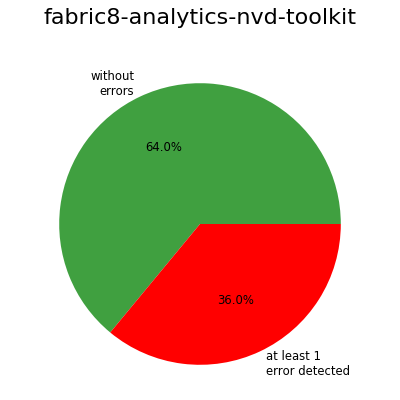 fabric8-analytics-nvd-toolkit
without
errors
64.0%
36.0%
at least 1
error detected